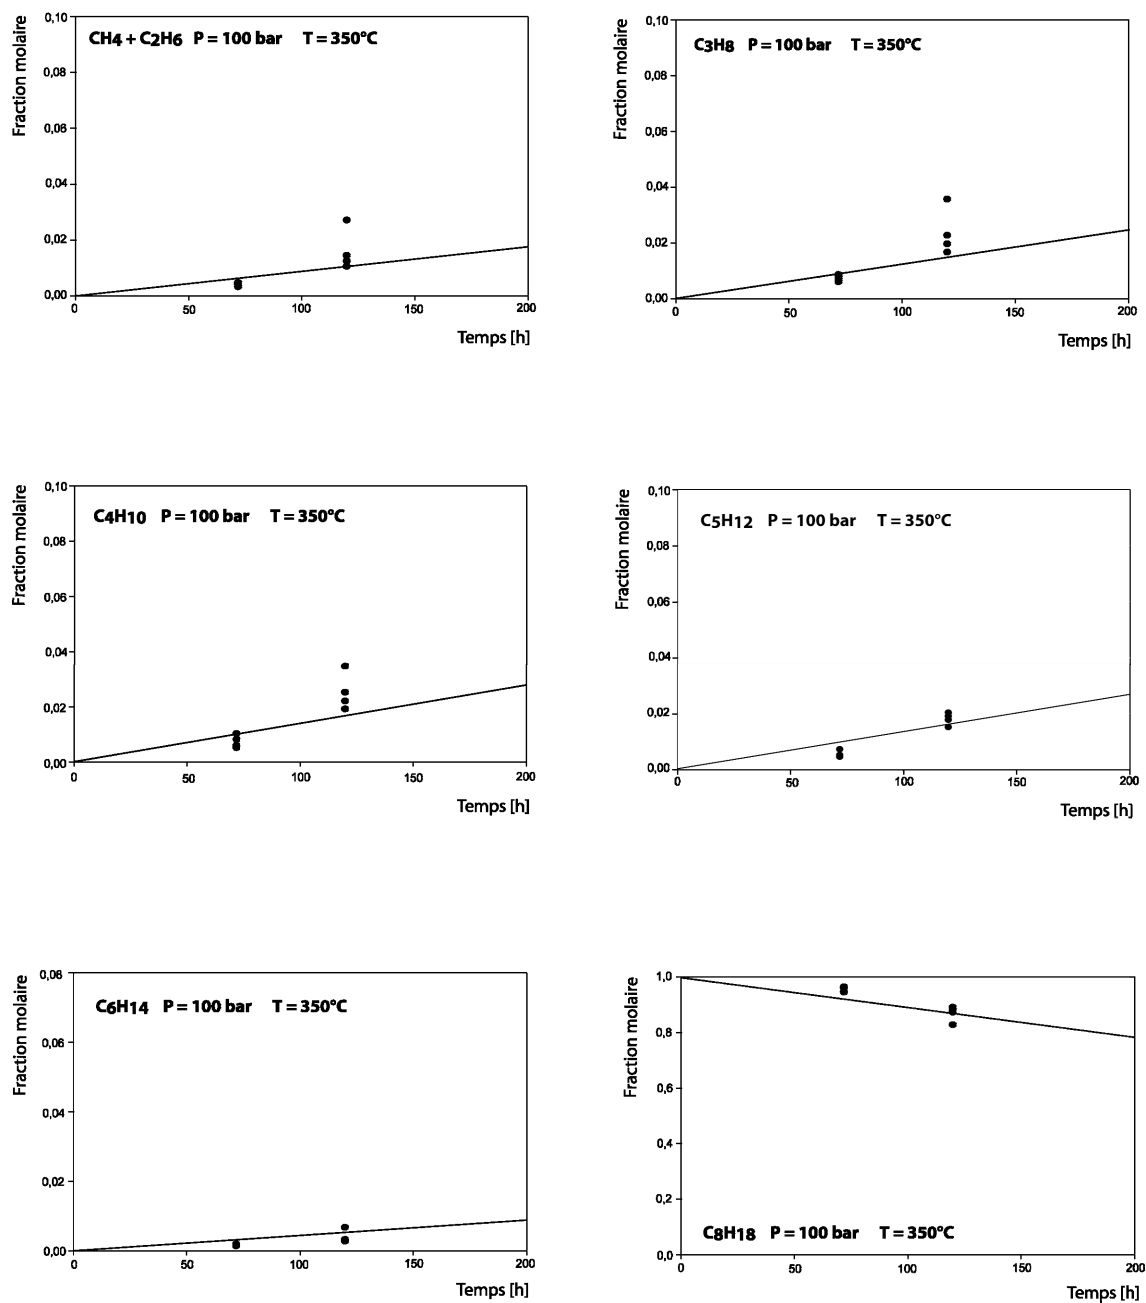 Fraction molaire
CH4 + C2H6 P = 100 bar T = 350°C
0,10
0,08
0,06
0,04
0,02
0,00
0 50 100 150 200
Temps [h]
Fraction molaire
C3H8 P = 100 bar T = 350°C
0,10
0,08
0,06
0,04
0,02
0,00
0 50 100 150 200
Temps [h]
Fraction molaire
C4H10 P = 100 bar T = 350°C
0,10
0,08
0,06
0,04
0,02
0,00
0 50 100 150 200
Temps [h]
Fraction molaire
C5H12 P = 100 bar T = 350°C
0,10
0,08
0,06
0,04
0,02
0,00
0 50 100 150 200
Temps [h]
Fraction molaire
C6H14 P = 100 bar T = 350°C
0,08
0,06
0,04
0,02
0,00
0 50 100 150 200
Temps [h]
Fraction molaire
1,0
0,8
0,6
0,4
0,2
0,0
C8H18 P = 100 bar T = 350°C
0 50 100 150 200
Temps [h]